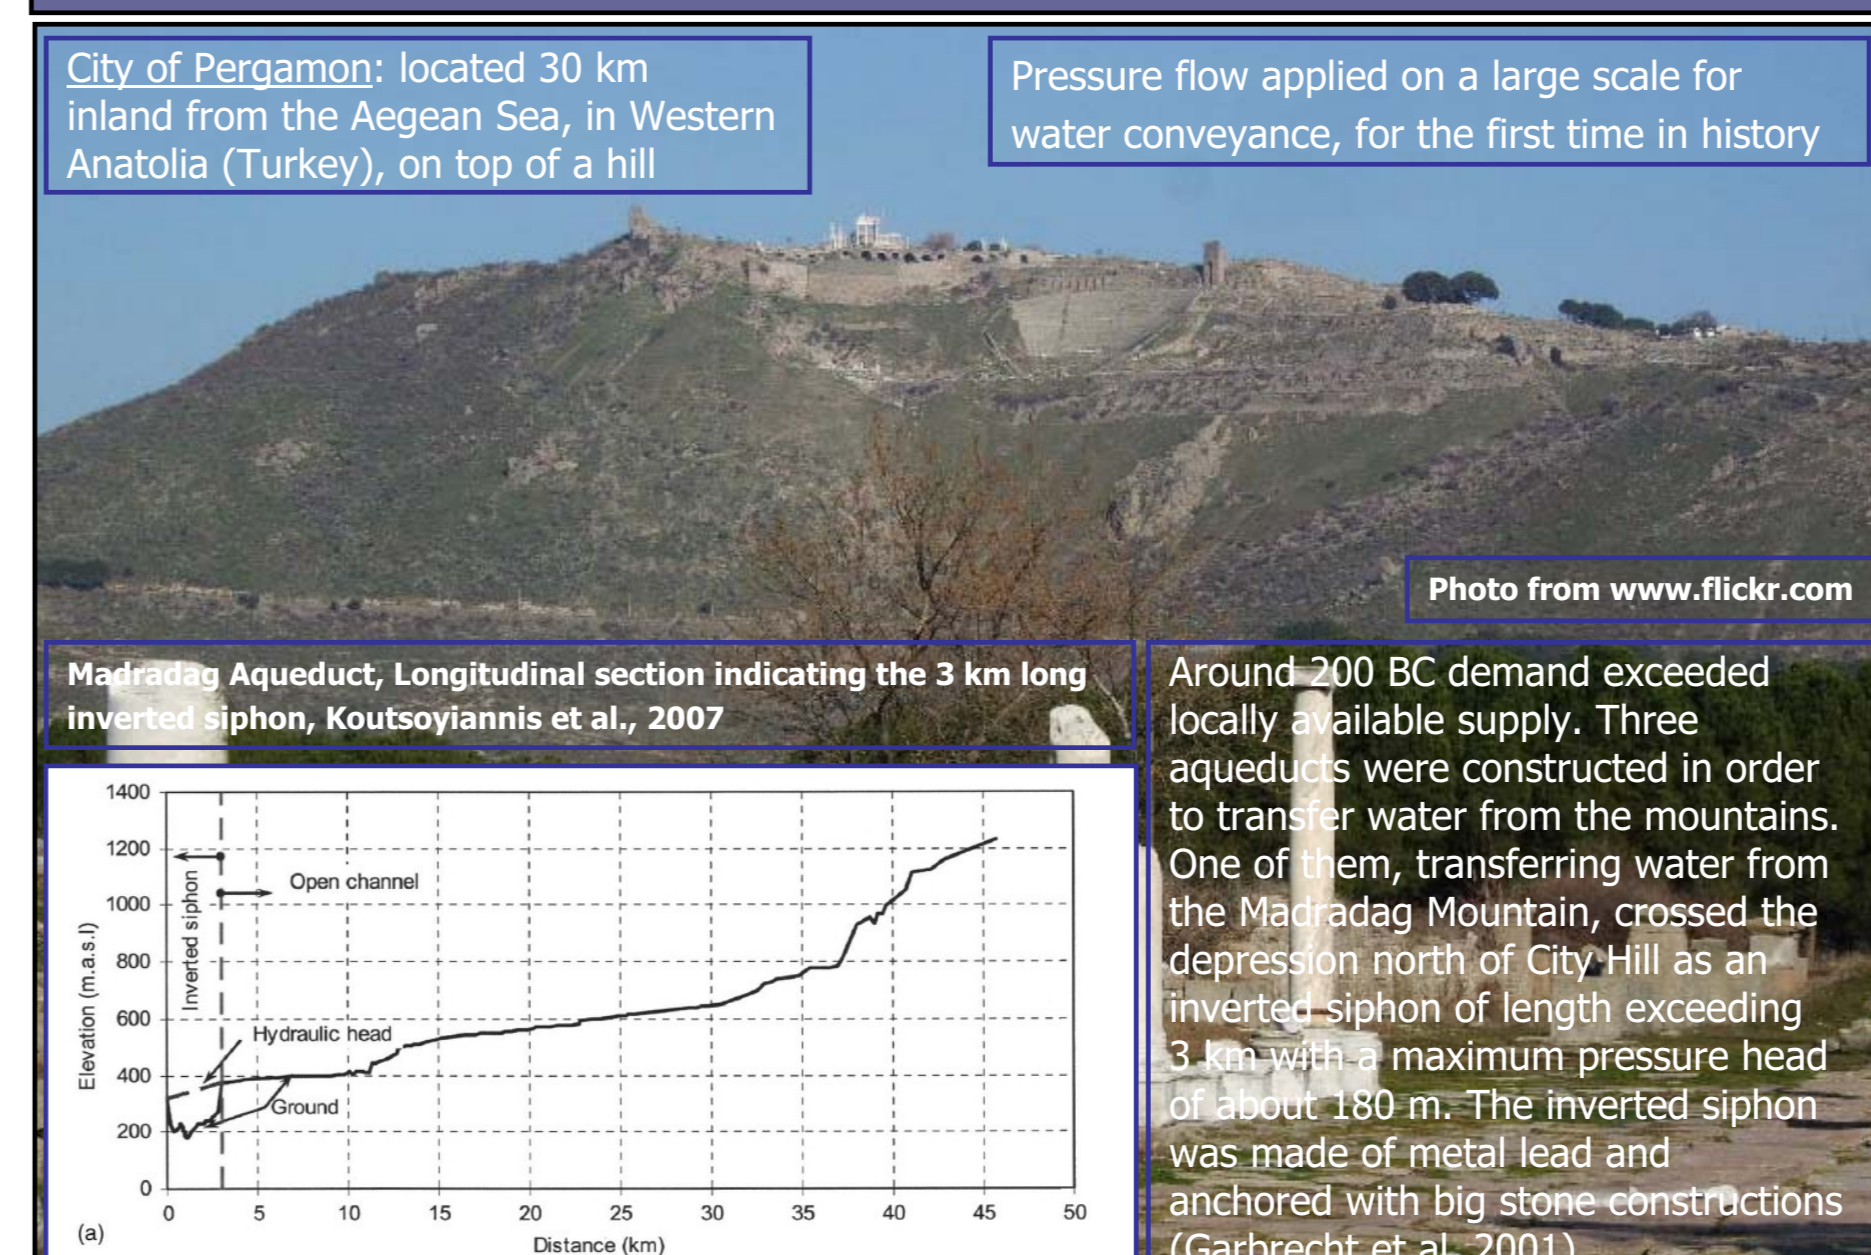 City of Pergamon: located 30 km
inland from the Aegean Sea, in Western
Anatolia (Turkey), on top of a hill
Pressure flow applied on a large scale for
water conveyance, for the first time in history
Photo from www.flickr.com
Madradag Aqueduct, Longitudinal section indicating the 3 km long
inverted siphon, Koutsoyiannis et al., 2007
1400
1200
1000
800
600
400
200
0
Elevation (m.a.s.l)
Inverted siphon
Open channel
Hydraulic head
Ground
0 5 10 15 20 25 30 35 40 45 50
(a)
Distance (km)
Around 200 BC demand exceeded
locally available supply. Three
aqueducts were constructed in order
to transfer water from the mountains.
One of them, transferring water from
the Madradag Mountain, crossed the
depression north of City Hill as an
inverted siphon of length exceeding
3 km with a maximum pressure head
of about 180 m. The inverted siphon
was made of metal lead and
anchored with big stone constructions
(Garbrecht et al. 2001)